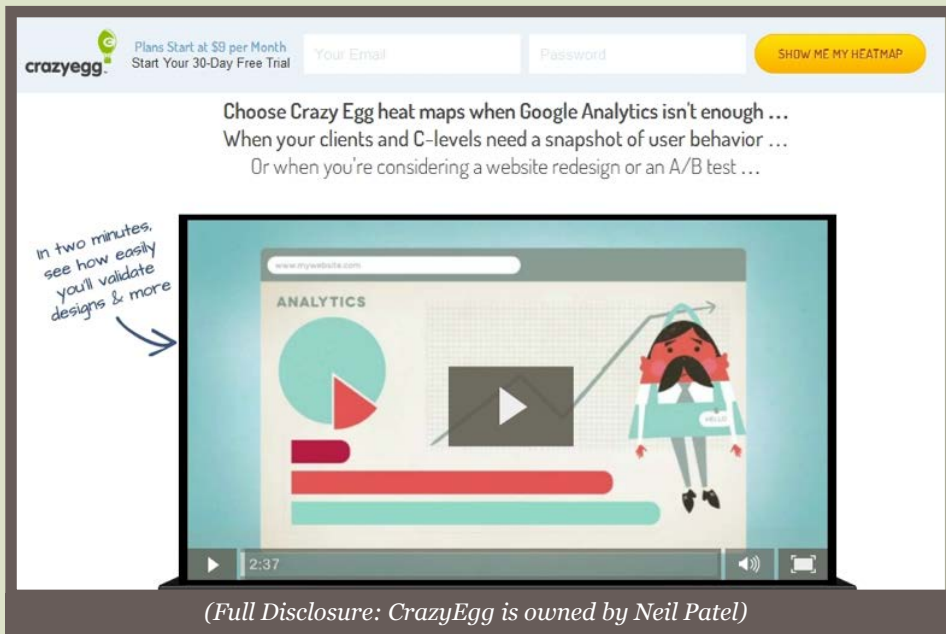 crazyegg
Plans Start at $9 per Month
Start Your 30-Day Free Trial
Your Email
Password
SHOW ME MY HEATMAP
Choose Crazy Egg heat maps when Google Analytics isn't enough ...
When your clients and C-levels need a snapshot of user behavior ...
Or when you're considering a website redesign or an A/B test ...
In two minutes,
see how easily
you'll validate
designs & more
www.mywebsite.com
ANALYTICS
HELLO
2:37
(Full Disclosure: CrazyEgg is owned by Neil Patel)